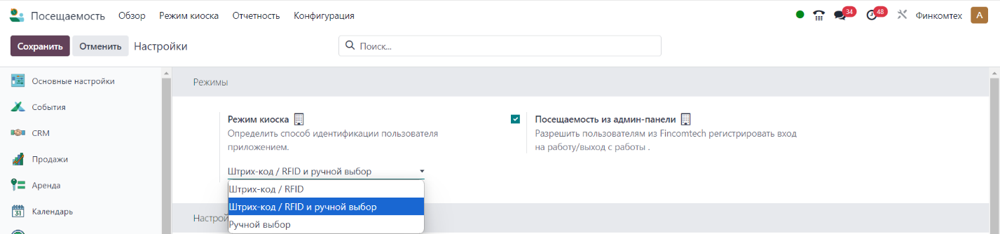 Посещаемость Обзор Режим киоска Отчетность Конфигурация 34 48 Финкомтех A
Сохранить Отменить Настройки Поиск...
Основные настройки
События
CRM
Продажи
Аренда
Календарь
31
Режимы
Режим киоска
Определить способ идентификации пользователя
приложением.
Штрих-код / RFID и ручной выбор
Штрих-код / RFID
Штрих-код / RFID и ручной выбор
Ручной выбор
Посещаемость из админ-панели
Разрешить пользователям из Fincomtech регистрировать вход
на работу/выход с работы .